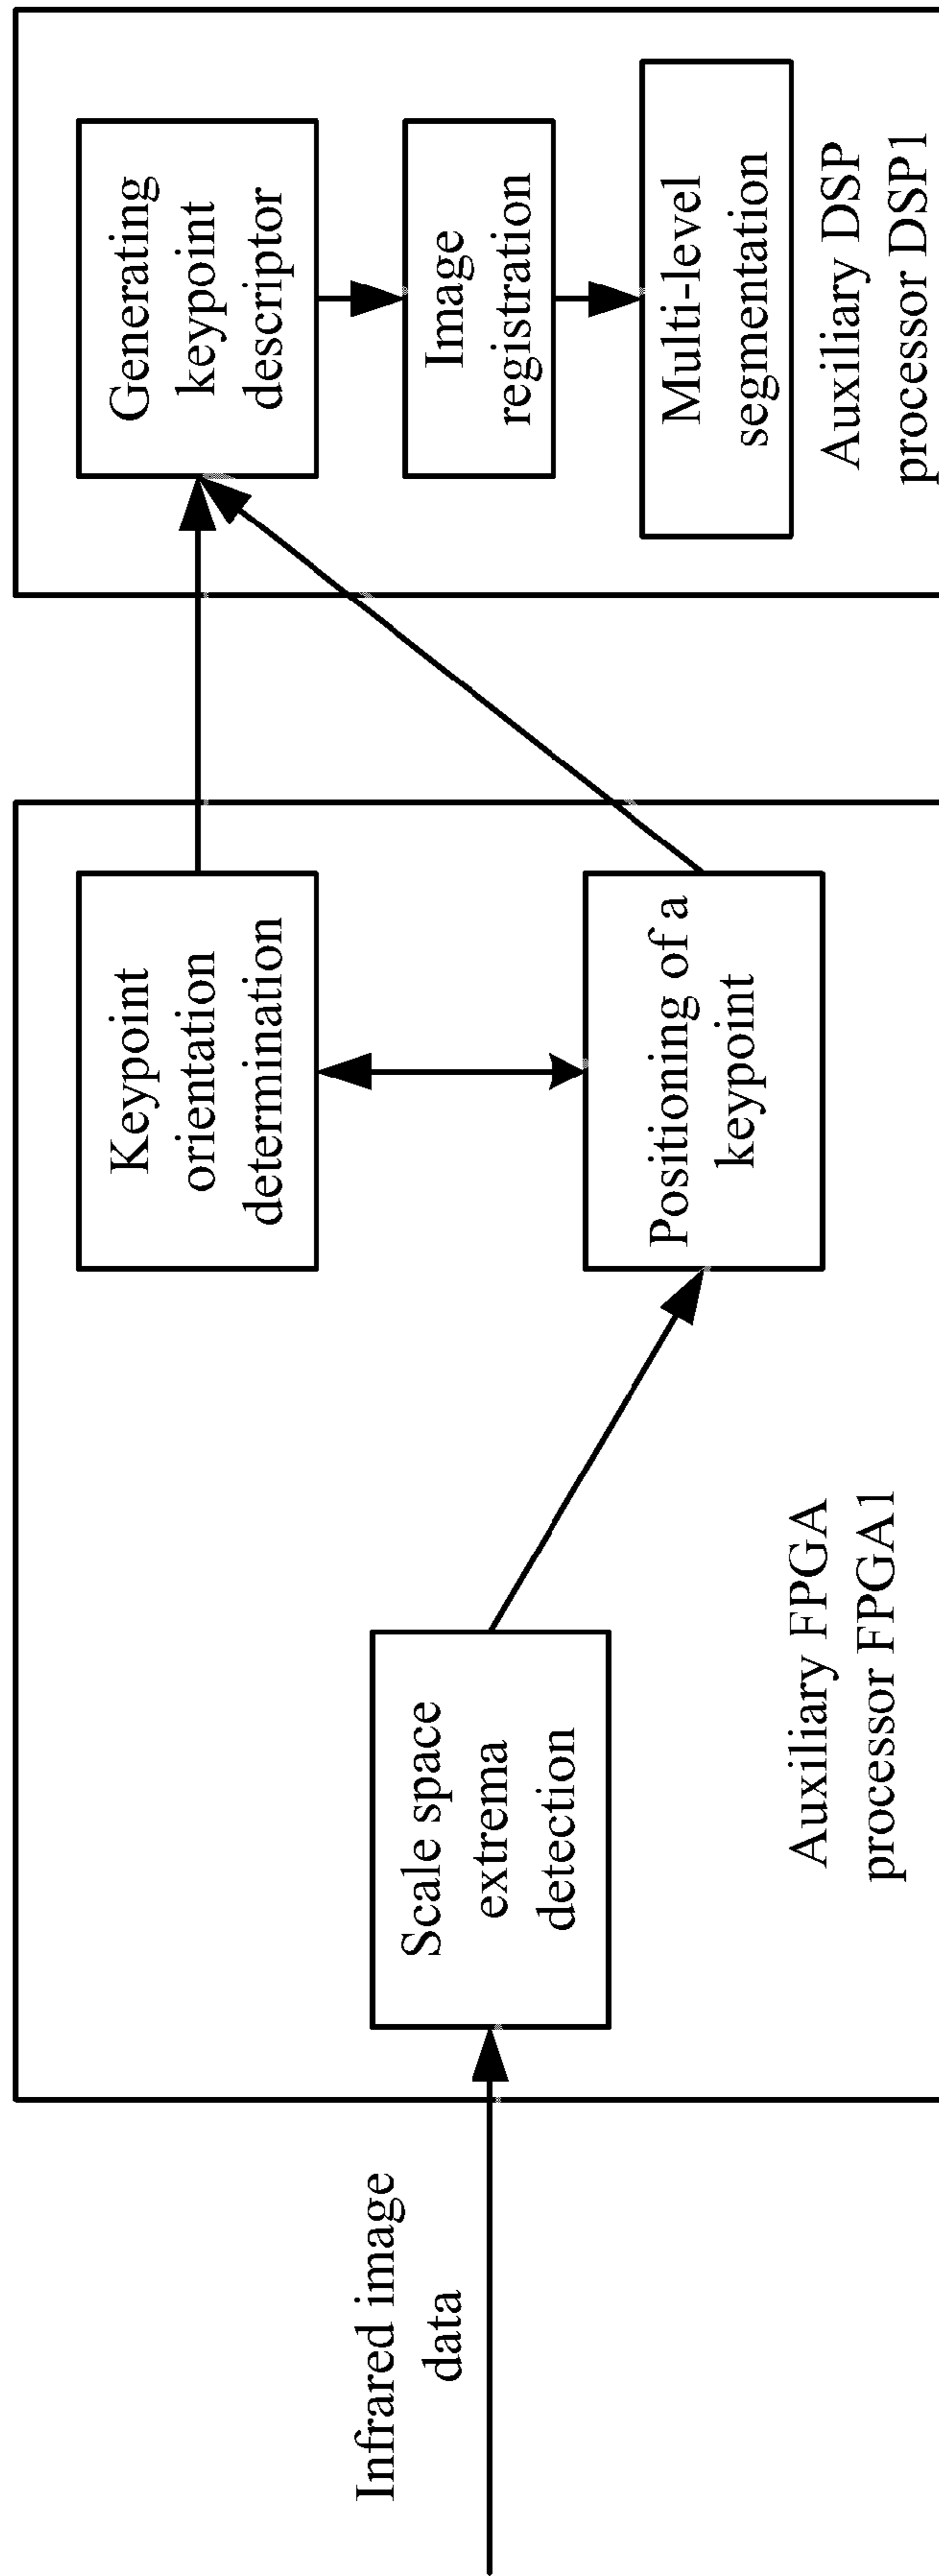 Infrared image
data
Scale space
extrema
detection
Keypoint
orientation
determination
Positioning of a
keypoint
Auxiliary FPGA
processor FPGA1
Generating
keypoint
descriptor
Image
registration
Multi-level
segmentation
Auxiliary DSP
processor DSP1